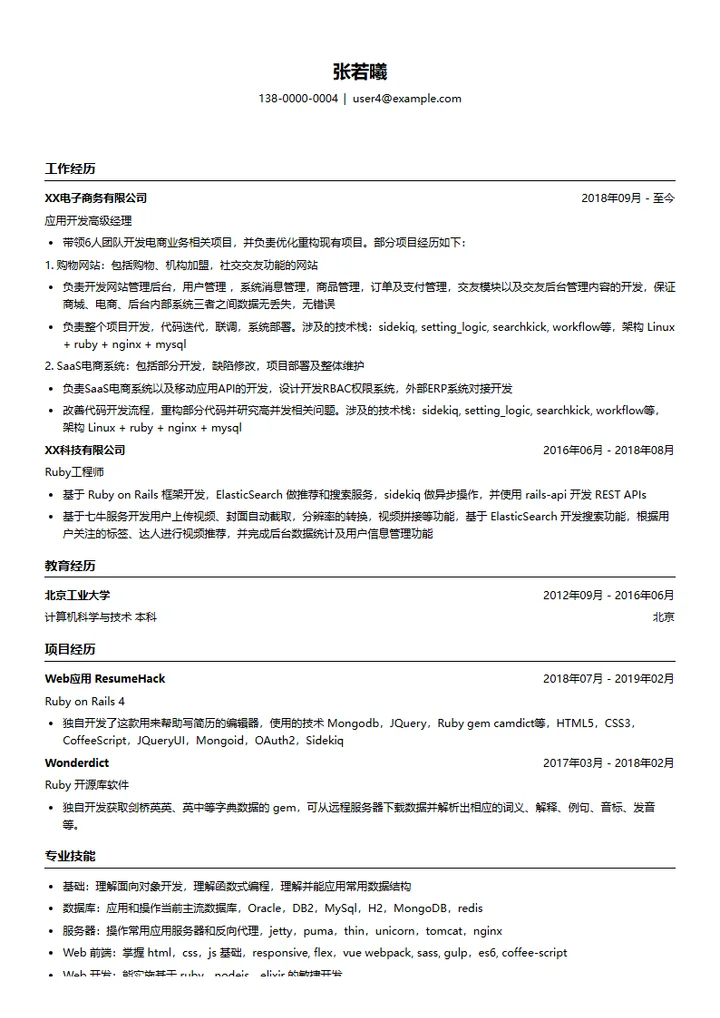 张若曦
138-0000-0004 | user4@example.com
工作经历
XX电子商务有限公司 2018年09月 - 至今
应用开发高级经理
• 带领6人团队开发电商业务相关项目，并负责优化重构现有项目。部分项目经历如下：
1. 购物网站：包括购物、机构加盟，社交交友功能的网站
• 负责开发网站管理后台，用户管理 ，系统消息管理，商品管理，订单及支付管理，交友模块以及交友后台管理内容的开发，保证
商城、电商、后台内部系统三者之间数据无丢失，无错误
• 负责整个项目开发，代码迭代，联调，系统部署。涉及的技术栈：sidekiq, setting_logic, searchkick, workflow等，架构 Linux
+ ruby + nginx + mysql
2. SaaS电商系统：包括部分开发，缺陷修改，项目部署及整体维护
• 负责SaaS电商系统以及移动应用API的开发，设计开发RBAC权限系统，外部ERP系统对接开发
• 改善代码开发流程，重构部分代码并研究高并发相关问题。涉及的技术栈：sidekiq, setting_logic, searchkick, workflow等，
架构 Linux + ruby + nginx + mysql
XX科技有限公司 2016年06月 - 2018年08月
Ruby工程师
• 基于 Ruby on Rails 框架开发，ElasticSearch 做推荐和搜索服务，sidekiq 做异步操作，并使用 rails-api 开发 REST APIs
• 基于七牛服务开发用户上传视频、封面自动截取，分辨率的转换，视频拼接等功能，基于 ElasticSearch 开发搜索功能，根据用
户关注的标签、达人进行视频推荐，并完成后台数据统计及用户信息管理功能
教育经历
北京工业大学 2012年09月 - 2016年06月
计算机科学与技术 本科 北京
项目经历
Web应用 ResumeHack 2018年07月 - 2019年02月
Ruby on Rails 4
• 独自开发了这款用来帮助写简历的编辑器，使用的技术 Mongodb，JQuery，Ruby gem camdict等，HTML5，CSS3，
CoffeeScript，JQueryUI，Mongoid，OAuth2，Sidekiq
Wonderdict 2017年03月 - 2018年02月
Ruby 开源库软件
• 独自开发获取剑桥英英、英中等字典数据的 gem，可从远程服务器下载数据并解析出相应的词义、解释、例句、音标、发音
等。
专业技能
• 基础：理解面向对象开发，理解函数式编程，理解并能应用常用数据结构
• 数据库：应用和操作当前主流数据库，Oracle，DB2，MySql，H2，MongoDB，redis
• 服务器：操作常用应用服务器和反向代理，jetty，puma，thin，unicorn，tomcat，nginx
• Web 前端：掌握 html，css，js 基础，responsive, flex，vue webpack, sass, gulp，es6, coffee-script
• Web 开发：能实施基于 ruby，nodejs，elixir 的敏捷开发